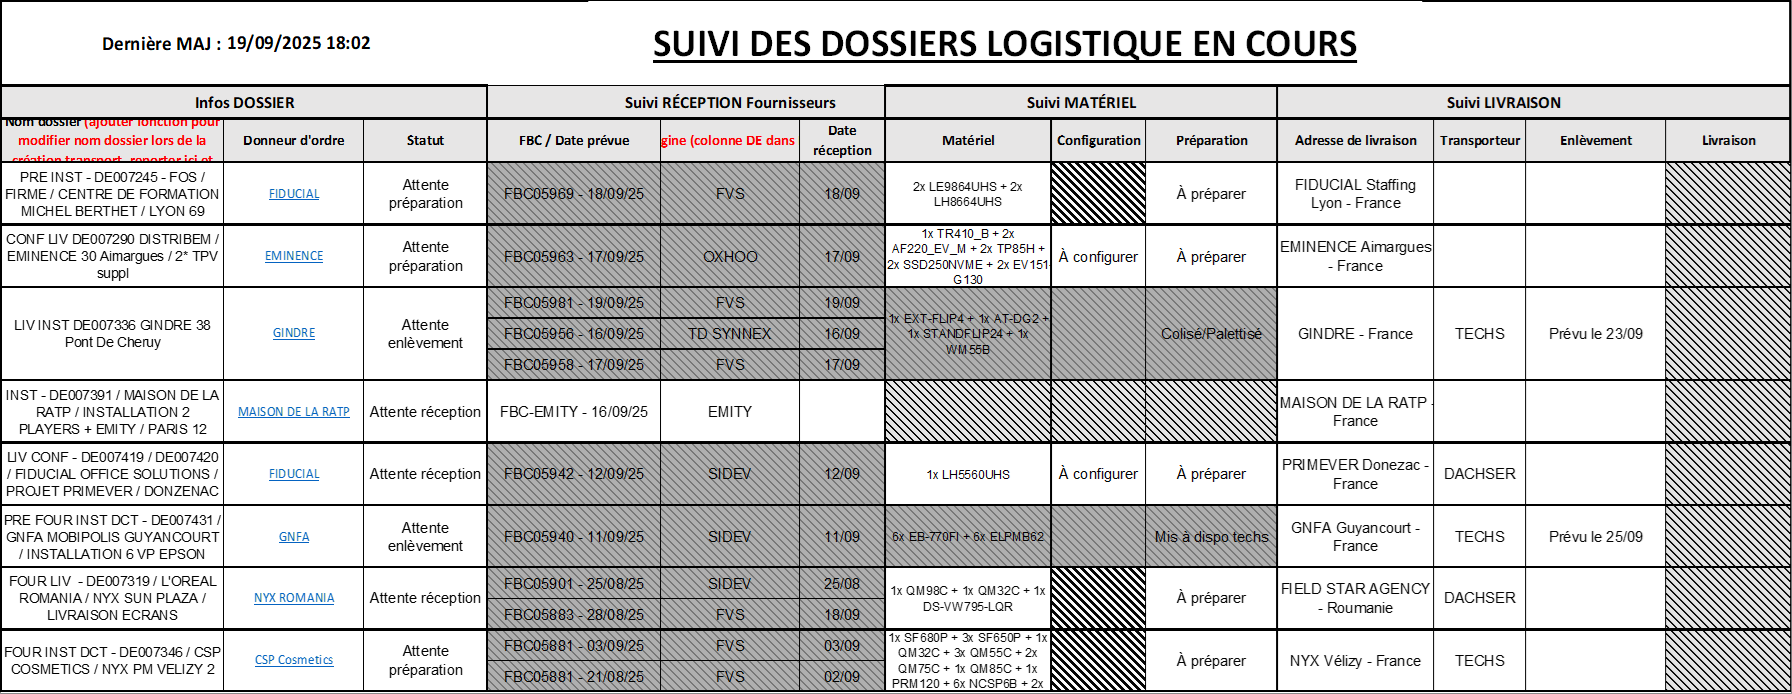 Dernière MAJ : 19/09/2025 18:02
SUIVI DES DOSSIERS LOGISTIQUE EN COURS
Infos DOSSIER
Suivi RÉCEPTION Fournisseurs
Suivi MATÉRIEL
Suivi LIVRAISON
Nom dossier (ajouter fonction pour
modifier nom dossier lors de la
création transport, reporter ici et
Donneur d'ordre
Statut
FBC / Date prévue
gine (colonne DE dans
Date
réception
Matériel
Configuration
Préparation
Adresse de livraison
Transporteur
Enlèvement
Livraison
PRE INST - DE007245 - FOS /
FIRME / CENTRE DE FORMATION
MICHEL BERTHET / LYON 69
FIDUCIAL
Attente
préparation
FBC05969 - 18/09/25
FVS
18/09
2x LE9864UHS + 2x
LH8664UHS
À préparer
FIDUCIAL Staffing
Lyon - France
CONF LIV DE007290 DISTRIBEM /
EMINENCE 30 Aimargues / 2* TPV
suppl
EMINENCE
Attente
préparation
FBC05963 - 17/09/25
OXHOO
17/09
1x TR410_B + 2x
AF220_EV_M + 2x TP85H +
2x SSD250NVME + 2x EV151-
G130
À configurer
À préparer
EMINENCE Aimargues
- France
LIV INST DE007336 GINDRE 38
Pont De Cheruy
GINDRE
Attente
enlèvement
FBC05981 - 19/09/25
FVS
19/09
FBC05956 - 16/09/25
TD SYNNEX
16/09
FBC05958 - 17/09/25
FVS
17/09
1x EXT-FLIP4 + 1x AT-DG2 +
1x STANDFLIP24 + 1x
WM55B
Colisé/Palettisé
GINDRE - France
TECHS
Prévu le 23/09
INST - DE007391 / MAISON DE LA
RATP / INSTALLATION 2
PLAYERS + EMITY / PARIS 12
MAISON DE LA RATP
Attente réception
FBC-EMITY - 16/09/25
EMITY
MAISON DE LA RATP -
France
LIV CONF - DE007419 / DE007420
/ FIDUCIAL OFFICE SOLUTIONS /
PROJET PRIMEVER / DONZENAC
FIDUCIAL
Attente réception
FBC05942 - 12/09/25
SIDEV
12/09
1x LH5560UHS
À configurer
À préparer
PRIMEVER Donezac -
France
DACHSER
PRE FOUR INST DCT - DE007431 /
GNFA MOBIPOLIS GUYANCOURT
/ INSTALLATION 6 VP EPSON
GNFA
Attente
enlèvement
FBC05940 - 11/09/25
SIDEV
11/09
6x EB-770FI + 6x ELPMB62
Mis à dispo techs
GNFA Guyancourt -
France
TECHS
Prévu le 25/09
FOUR LIV - DE007319 / L'OREAL
ROMANIA / NYX SUN PLAZA /
LIVRAISON ECRANS
NYX ROMANIA
Attente réception
FBC05901 - 25/08/25
SIDEV
25/08
FBC05883 - 28/08/25
FVS
18/09
1x QM98C + 1x QM32C + 1x
DS-VW795-LQR
À préparer
FIELD STAR AGENCY
- Roumanie
DACHSER
FOUR INST DCT - DE007346 / CSP
COSMETICS / NYX PM VELIZY 2
CSP Cosmetics
Attente
préparation
FBC05881 - 03/09/25
FVS
03/09
FBC05881 - 21/08/25
FVS
02/09
1x SF680P + 3x SF650P + 1x
QM32C + 3x QM55C + 2x
QM75C + 1x QM85C + 1x
PRM120 + 6x NCSP6B + 2x
À préparer
NYX Vélizy - France
TECHS